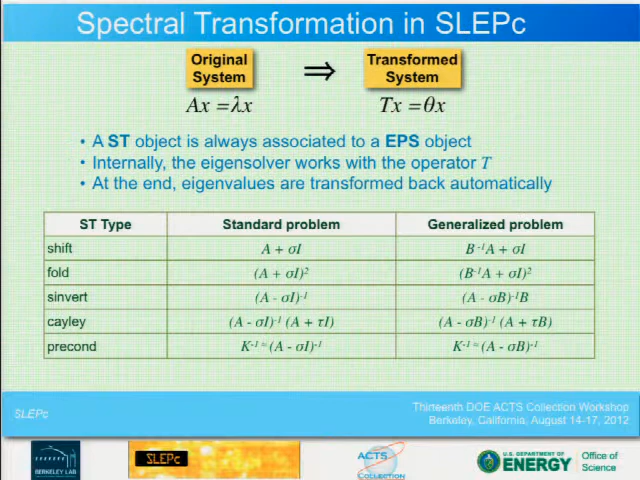 Spectral Transformation in SLEPc
Original System ⇒ Transformed System
Ax =λx Tx =θx
• A ST object is always associated to a EPS object
• Internally, the eigensolver works with the operator T
• At the end, eigenvalues are transformed back automatically
ST Type Standard problem Generalized problem
shift A + σI B⁻¹A + σI
fold (A + σI)² (B⁻¹A + σI)²
sinvert (A - σI)⁻¹ (A - σB)⁻¹B
cayley (A - σI)⁻¹ (A + τI) (A - σB)⁻¹ (A + τB)
precond K⁻¹ ≈ (A - σI)⁻¹ K⁻¹ ≈ (A - σB)⁻¹
SLEPc
Thirteenth DOE ACTS Collection Workshop
Berkeley, California, August 14-17, 2012
BERKELEY LAB
SLEPc
ACTS
COLLECTION
U.S. DEPARTMENT OF
ENERGY
Office of
Science